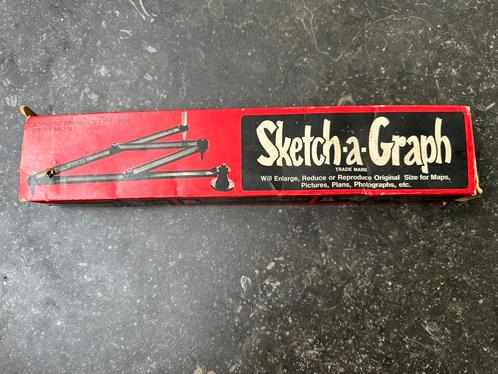 Sketch-a-Graph
TRADE MARK
Will Enlarge, Reduce or Reproduce Original Size for Maps,
Pictures, Plans, Photographs, etc.